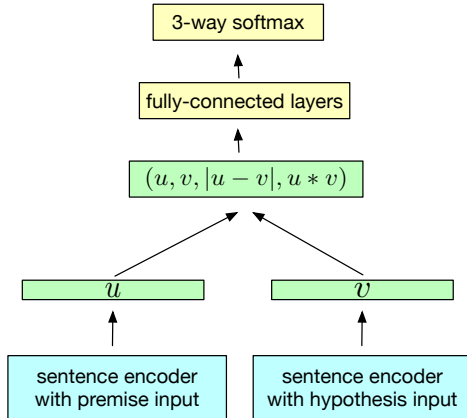 3-way softmax
fully-connected layers
(u, v, |u − v|, u ∗ v)
u
v
sentence encoder
with premise input
sentence encoder
with hypothesis input